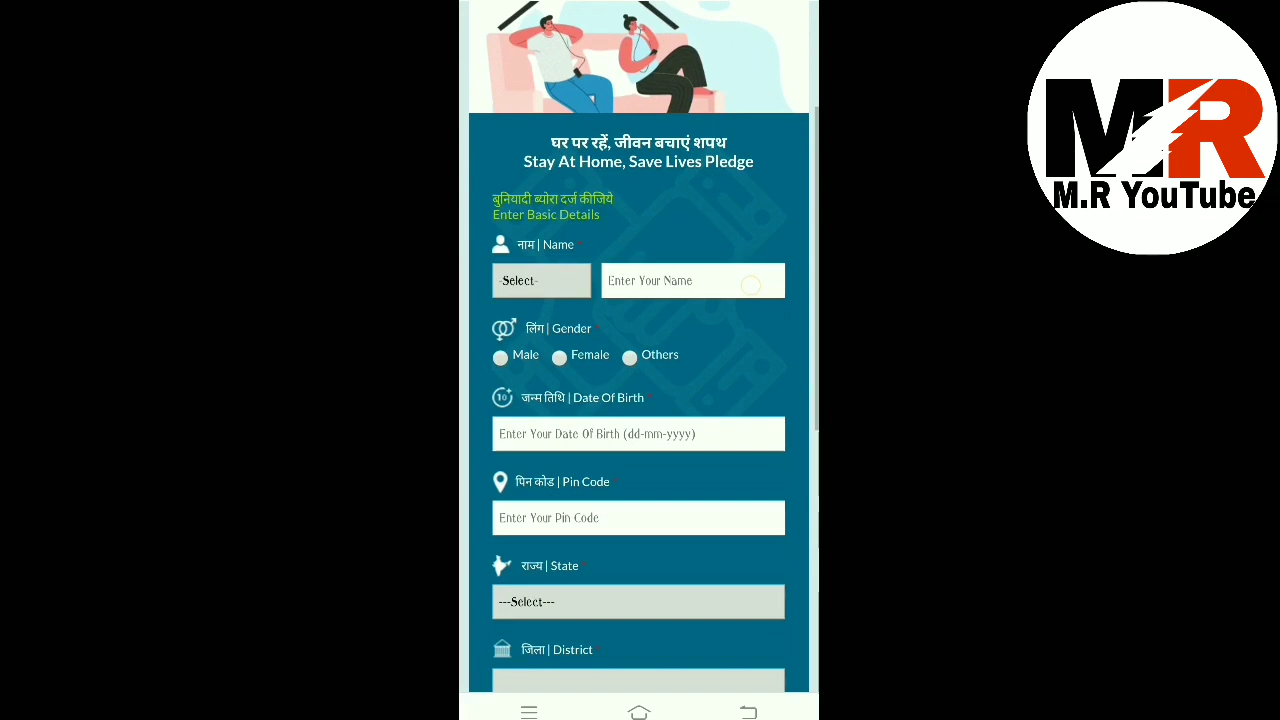 घर पर रहें, जीवन बचाएं शपथ
Stay At Home, Save Lives Pledge
बुनियादी ब्योरा दर्ज कीजिये
Enter Basic Details
नाम | Name *
-Select-
Enter Your Name
लिंग | Gender *
Male
Female
Others
जन्म तिथि | Date Of Birth *
Enter Your Date Of Birth (dd-mm-yyyy)
पिन कोड | Pin Code *
Enter Your Pin Code
राज्य | State *
---Select---
जिला | District *
MR
M.R YouTube